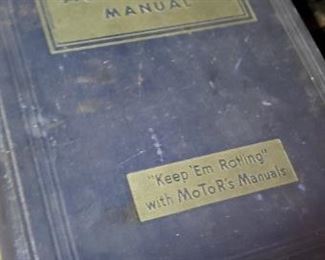 MANUAL
"Keep 'Em Rolling"
with MoToR's Manuals